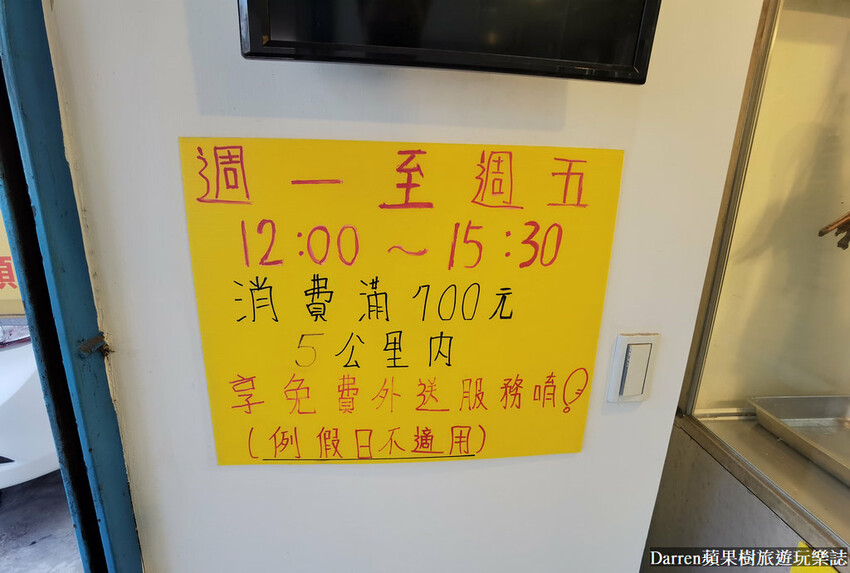 週一至週五
12:00～15:30
消費滿700元
5公里內
享免費外送服務唷!
(例假日不適用)
Darren蘋果樹旅遊玩樂誌